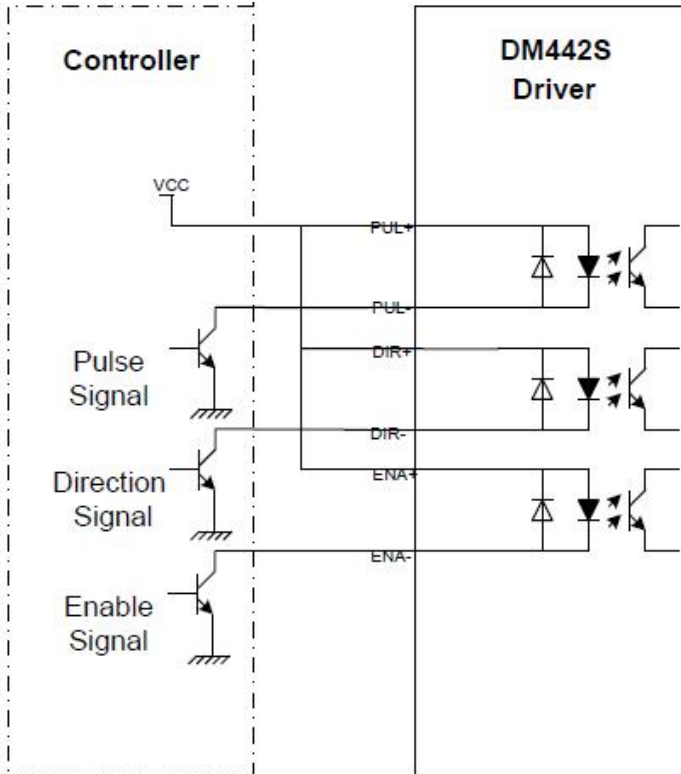 Controller
DM442S
Driver
VCC
PUL+
PUL-
Pulse
Signal
DIR+
DIR-
Direction
Signal
ENA+
ENA-
Enable
Signal